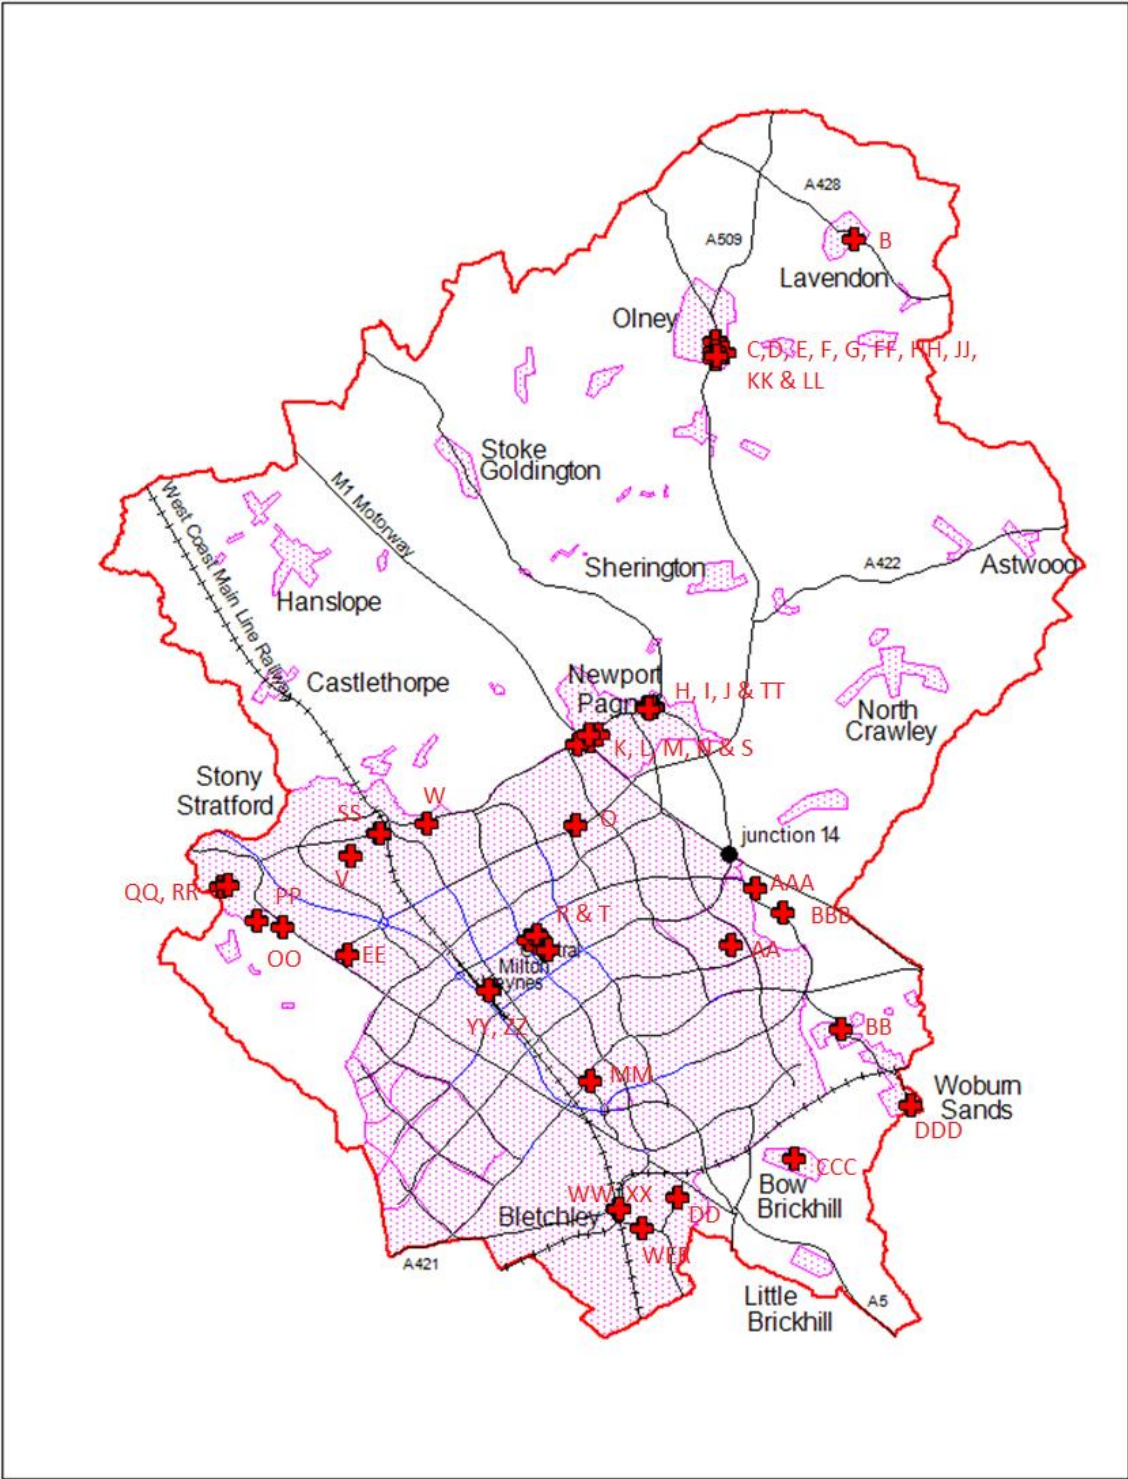 A428
B
A509
Lavendon
Olney
C,D, E, F, G, FF, HH, JJ,
KK & LL
Stoke
Goldington
M1 Motorway
West Coast Main Line Railway
Sherington
A422
Astwood
Hanslope
Castlethorpe
Newport
Pagnell
H, I, J & TT
North
Crawley
K, L, M, N & S
Stony
Stratford
W
SS
Q
junction 14
V
QQ, RR
PP
AAA
R & T
BBB
OO
EE
Central
Milton
Keynes
AA
YY, ZZ
BB
MM
Woburn
Sands
DDD
CCC
Bow
Brickhill
WW, XX
Bletchley
DD
A421
Little
Brickhill
A5